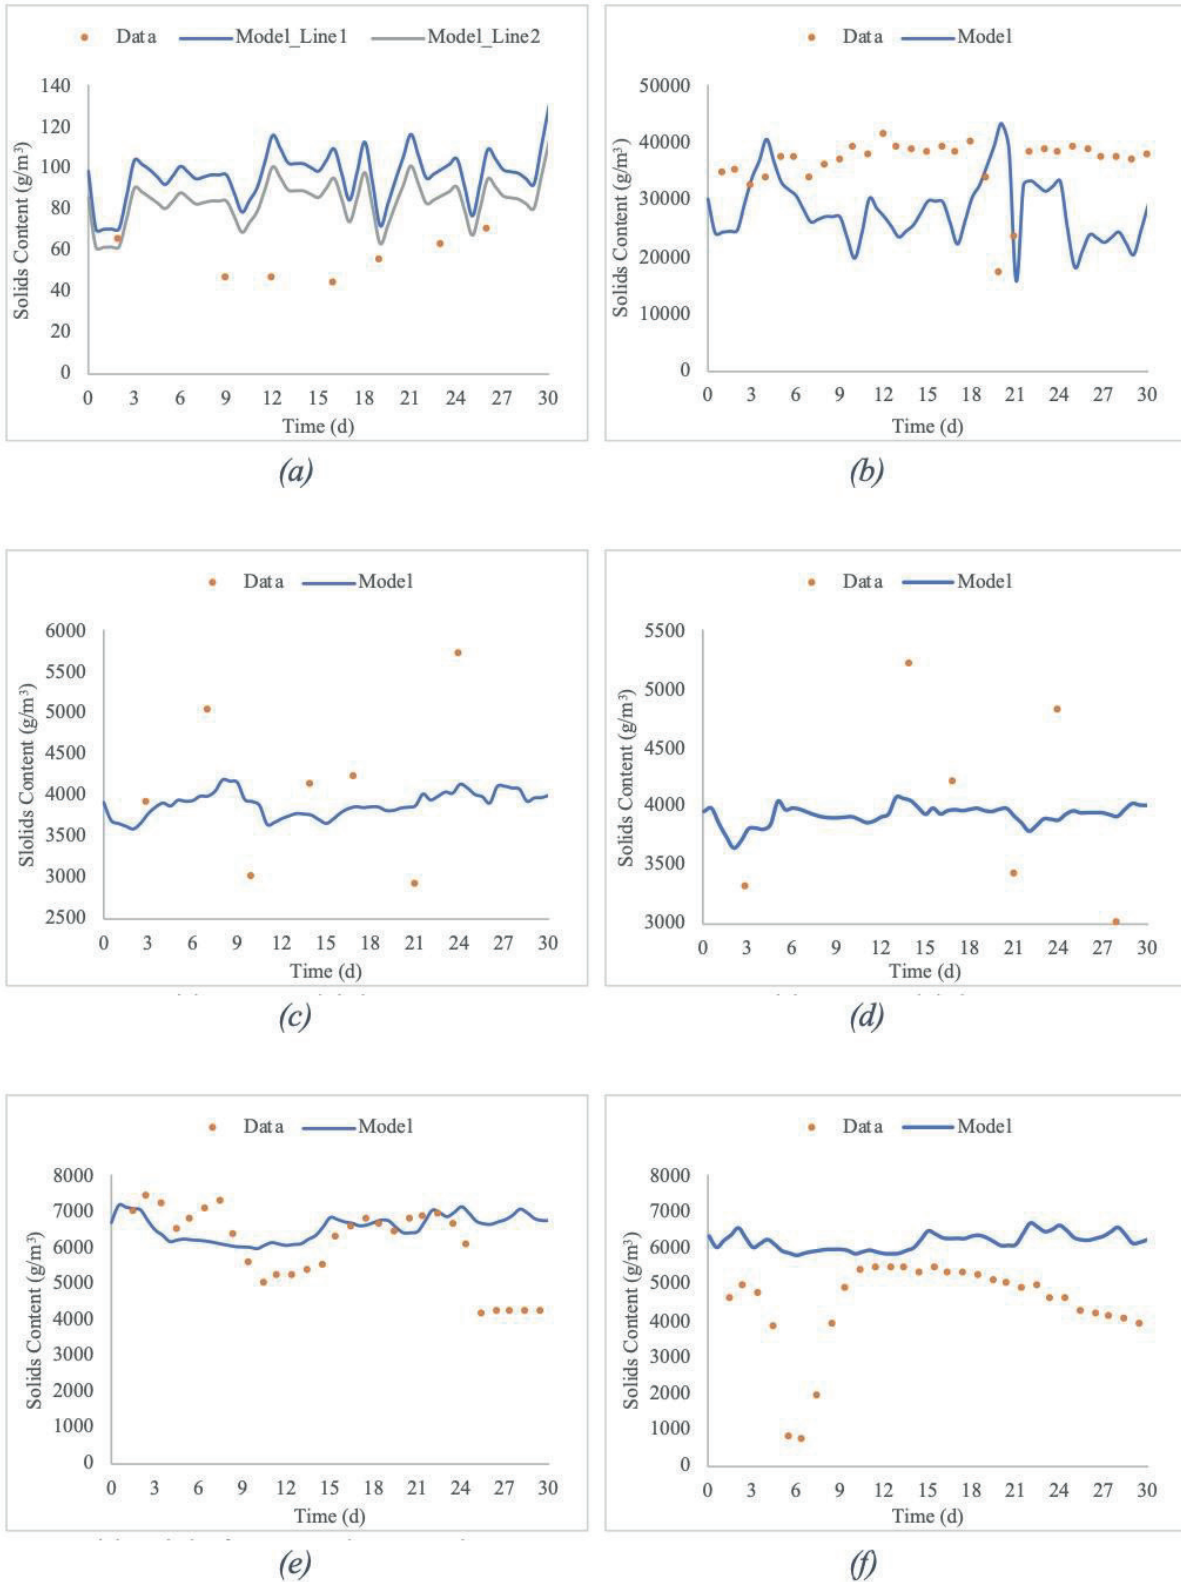 Data Model_Line1 Model_Line2
Solids Content (g/m³)
140
120
100
80
60
40
20
0
0 3 6 9 12 15 18 21 24 27 30
Time (d)
(a)
Data Model
Solids Content (g/m³)
50000
40000
30000
20000
10000
0
0 3 6 9 12 15 18 21 24 27 30
Time (d)
(b)
Data Model
Slolids Content (g/m³)
6000
5500
5000
4500
4000
3500
3000
2500
0 3 6 9 12 15 18 21 24 27 30
Time (d)
(c)
Data Model
Solids Content (g/m³)
5500
5000
4500
4000
3500
3000
0 3 6 9 12 15 18 21 24 27 30
Time (d)
(d)
Data Model
Solids Content (g/m³)
8000
7000
6000
5000
4000
3000
2000
1000
0
0 3 6 9 12 15 18 21 24 27 30
Time (d)
(e)
Data Model
Solids Content (g/m³)
8000
7000
6000
5000
4000
3000
2000
1000
0
0 3 6 9 12 15 18 21 24 27 30
Time (d)
(f)